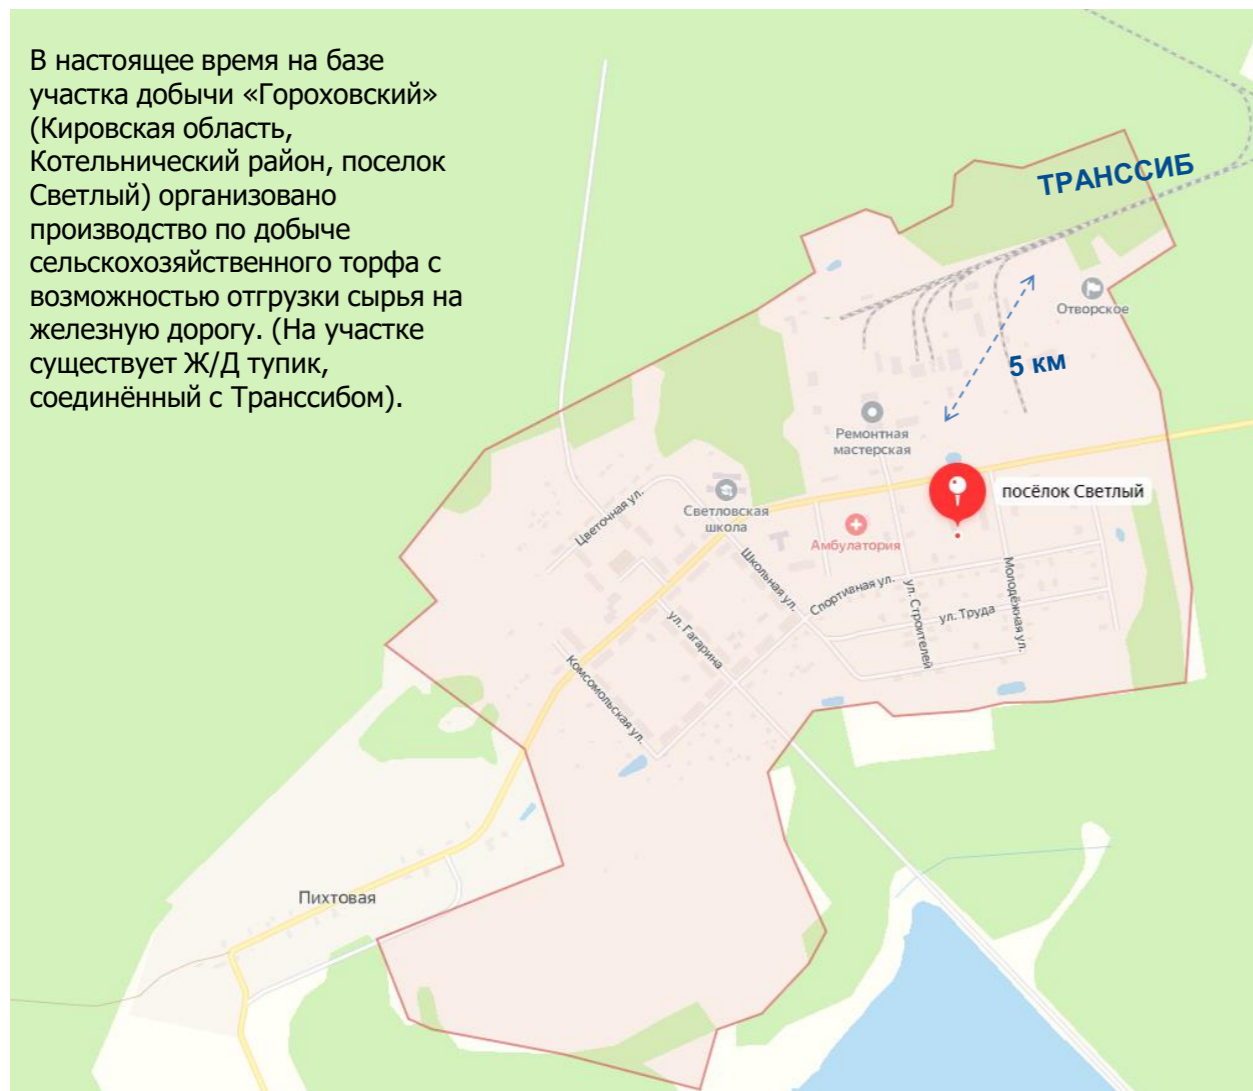 В настоящее время на базе
участка добычи «Гороховский»
(Кировская область,
Котельнический район, поселок
Светлый) организовано
производство по добыче
сельскохозяйственного торфа с
возможностью отгрузки сырья на
железную дорогу. (На участке
существует Ж/Д тупик,
соединённый с Транссибом).
ТРАНССИБ
Отворское
5 км
Ремонтная
мастерская
посёлок Светлый
Светловская
школа
Цветочная ул.
Амбулатория
Школьная ул.
Спортивная ул.
Молодёжная ул.
ул. Строителей
ул. Труда
ул. Гагарина
Комсомольская ул.
Пихтовая